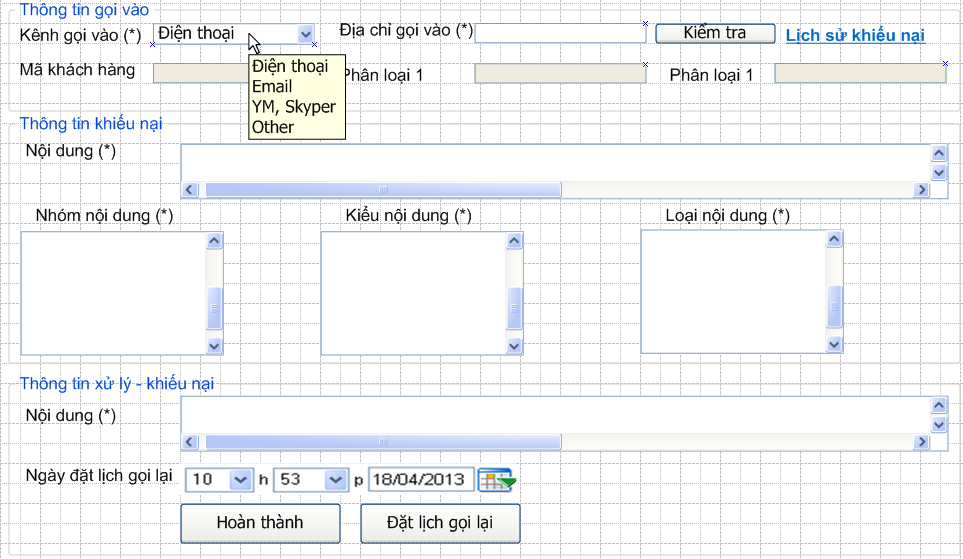 Thông tin gọi vào
Kênh gọi vào (*) Điện thoại Địa chỉ gọi vào (*) Kiểm tra Lịch sử khiếu nại
Mã khách hàng Phân loại 1 Phân loại 1
Điện thoại
Email
YM, Skyper
Other
Thông tin khiếu nại
Nội dung (*)
Nhóm nội dung (*) Kiểu nội dung (*) Loại nội dung (*)
Thông tin xử lý - khiếu nại
Nội dung (*)
Ngày đặt lịch gọi lại 10 h 53 p 18/04/2013
Hoàn thành Đặt lịch gọi lại